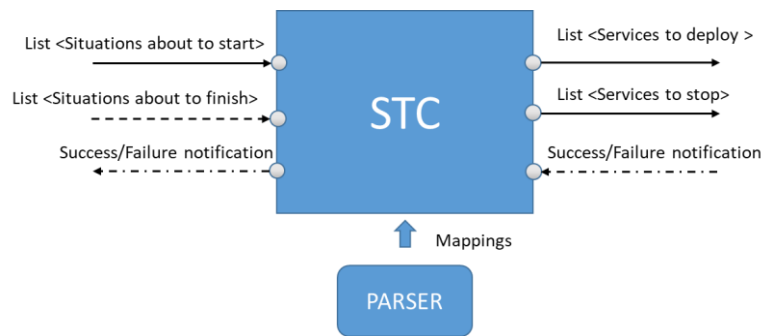 List <Situations about to start>
List <Services to deploy >
List <Situations about to finish>
STC
List <Services to stop>
Success/Failure notification
Success/Failure notification
Mappings
PARSER